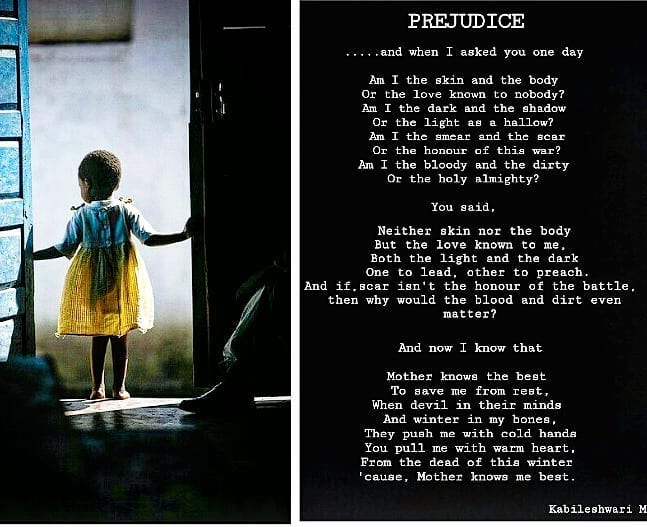 PREJUDICE
.....and when I asked you one day
Am I the skin and the body
Or the love known to nobody?
Am I the dark and the shadow
Or the light as a hallow?
Am I the smear and the scar
Or the honour of this war?
Am I the bloody and the dirty
Or the holy almighty?
You said,
Neither skin nor the body
But the love known to me,
Both the light and the dark
One to lead, other to preach.
And if,scar isn't the honour of the battle,
then why would the blood and dirt even
matter?
And now I know that
Mother knows the best
To save me from rest,
When devil in their minds
And winter in my bones,
They push me with cold hands
You pull me with warm heart,
From the dead of this winter
'cause, Mother knows me best.
Kabileshwari M